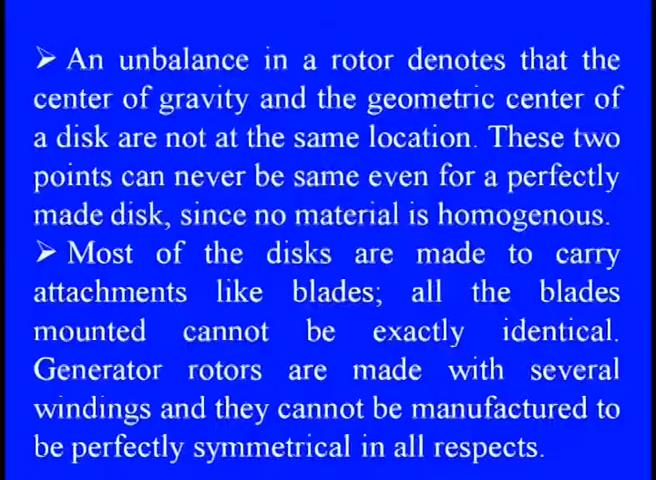 ➢ An unbalance in a rotor denotes that the
center of gravity and the geometric center of
a disk are not at the same location. These two
points can never be same even for a perfectly
made disk, since no material is homogenous.
➢ Most of the disks are made to carry
attachments like blades; all the blades
mounted cannot be exactly identical.
Generator rotors are made with several
windings and they cannot be manufactured to
be perfectly symmetrical in all respects.